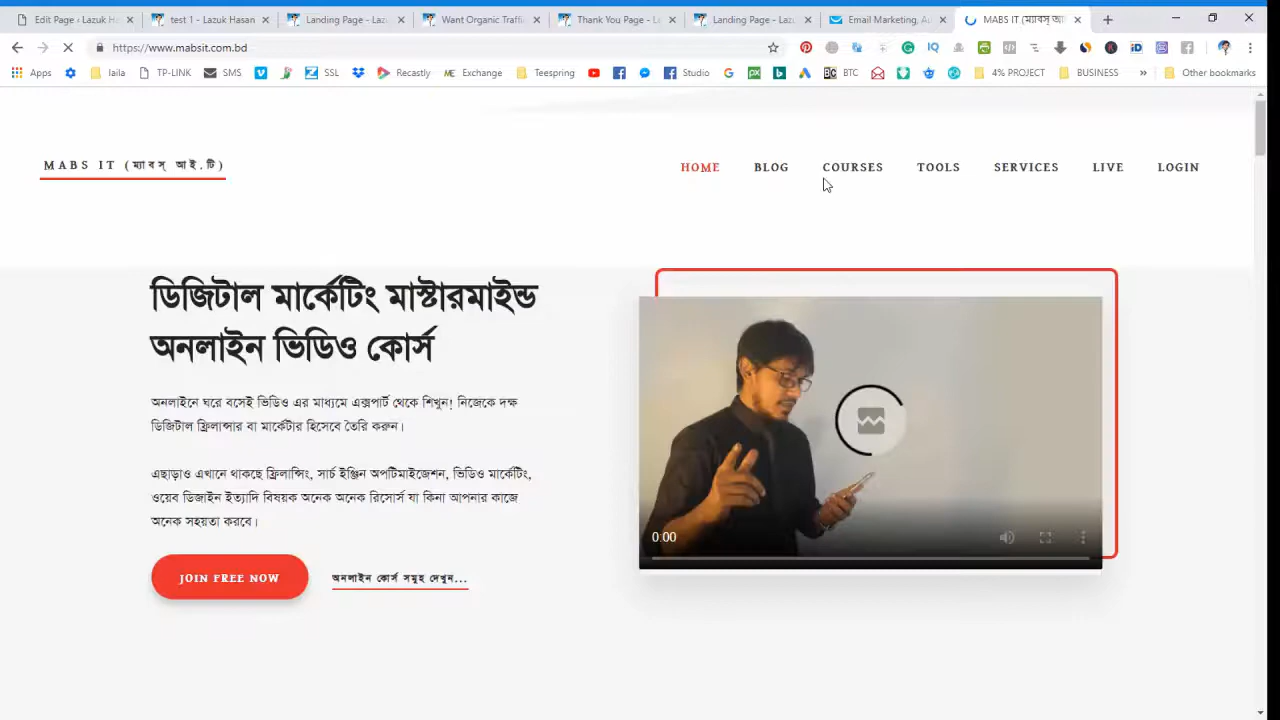 Edit Page ‹ Lazuk Ha
test 1 - Lazuk Hasan
Landing Page - Laz
Want Organic Traffi
Thank You Page - L
Landing Page - Laz
Email Marketing, A
MABS IT (ম্যাবস্ আ
https://www.mabsit.com.bd
Apps
laila
TP-LINK
SMS
SSL
Recastly
Exchange
Teespring
Studio
BTC
4% PROJECT
BUSINESS
»
Other bookmarks
MABS IT (ম্যাবস্ আই.টি)
HOME
BLOG
COURSES
TOOLS
SERVICES
LIVE
LOGIN
ডিজিটাল মার্কেটিং মাস্টারমাইন্ড
অনলাইন ভিডিও কোর্স
অনলাইনে ঘরে বসেই ভিডিও এর মাধ্যমে এক্সপার্ট থেকে শিখুন! নিজেকে দক্ষ
ডিজিটাল ফ্রিলান্সার বা মার্কেটার হিসেবে তৈরি করুন।
এছাড়াও এখানে থাকছে ফ্রিলান্সিং, সার্চ ইঞ্জিন অপটিমাইজেশন, ভিডিও মার্কেটিং,
ওয়েব ডিজাইন ইত্যাদি বিষয়ক অনেক অনেক রিসোর্স যা কিনা আপনার কাজে
অনেক সহয়তা করবে।
0:00
JOIN FREE NOW
অনলাইন কোর্স সমুহ দেখুন...